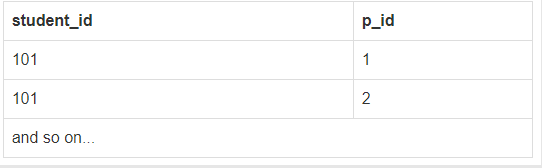 student_id p_id
101 1
101 2
and so on...